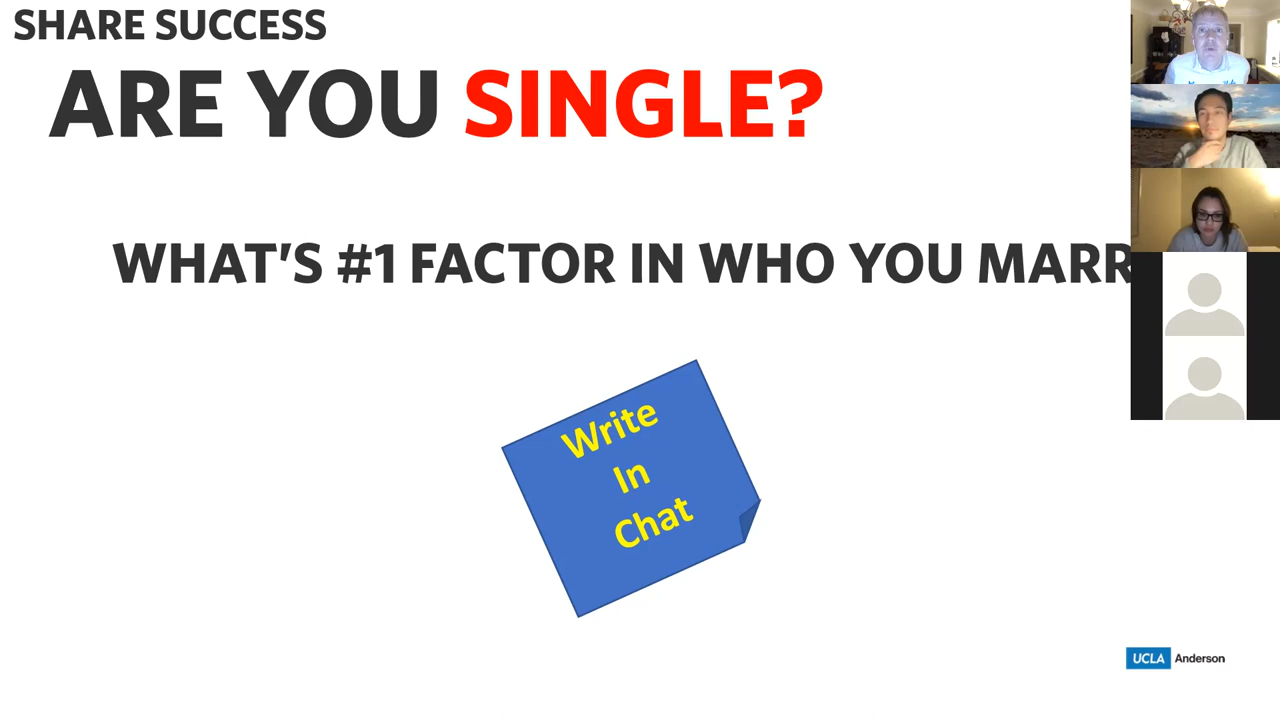 SHARE SUCCESS
ARE YOU SINGLE?
WHAT'S #1 FACTOR IN WHO YOU MARR
Write
In
Chat
UCLA Anderson